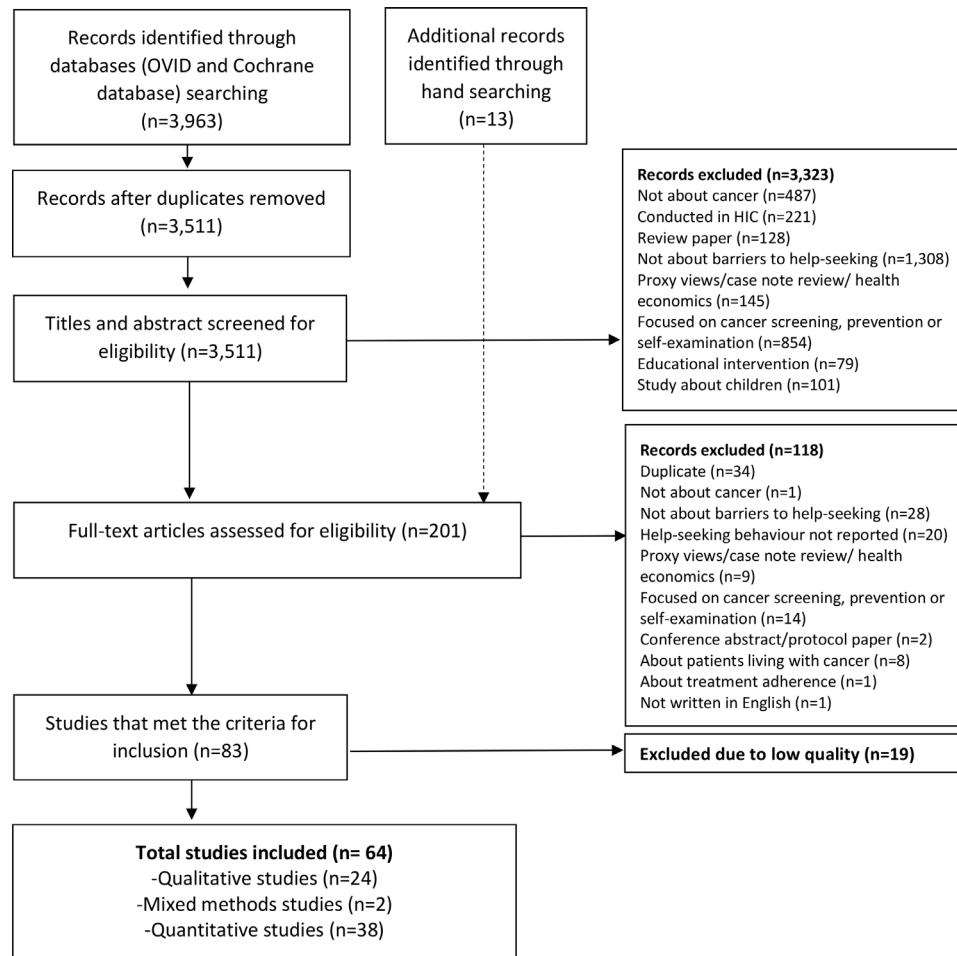 Records identified through
databases (OVID and Cochrane
database) searching
(n=3,963)
Additional records
identified through
hand searching
(n=13)
Records after duplicates removed
(n=3,511)
Records excluded (n=3,323)
Not about cancer (n=487)
Conducted in HIC (n=221)
Review paper (n=128)
Not about barriers to help-seeking (n=1,308)
Proxy views/case note review/ health
economics (n=145)
Focused on cancer screening, prevention or
self-examination (n=854)
Educational intervention (n=79)
Study about children (n=101)
Titles and abstract screened for
eligibility (n=3,511)
Records excluded (n=118)
Duplicate (n=34)
Not about cancer (n=1)
Not about barriers to help-seeking (n=28)
Help-seeking behaviour not reported (n=20)
Proxy views/case note review/ health
economics (n=9)
Focused on cancer screening, prevention or
self-examination (n=14)
Conference abstract/protocol paper (n=2)
About patients living with cancer (n=8)
About treatment adherence (n=1)
Not written in English (n=1)
Full-text articles assessed for eligibility (n=201)
Studies that met the criteria for
inclusion (n=83)
Excluded due to low quality (n=19)
Total studies included (n= 64)
-Qualitative studies (n=24)
-Mixed methods studies (n=2)
-Quantitative studies (n=38)